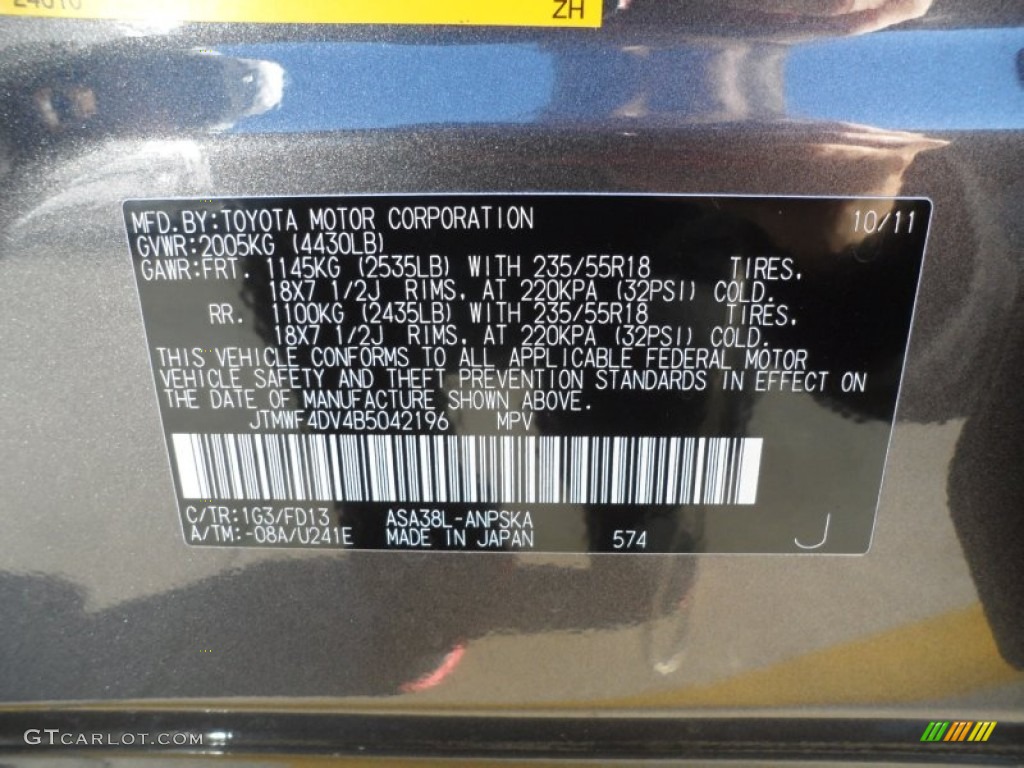 ZH
MFD.BY:TOYOTA MOTOR CORPORATION 10/11
GVWR:2005KG (4430LB)
GAWR:FRT. 1145KG (2535LB) WITH 235/55R18 TIRES.
18X7 1/2J RIMS. AT 220KPA (32PSI) COLD.
RR. 1100KG (2435LB) WITH 235/55R18 TIRES.
18X7 1/2J RIMS. AT 220KPA (32PSI) COLD.
THIS VEHICLE CONFORMS TO ALL APPLICABLE FEDERAL MOTOR
VEHICLE SAFETY AND THEFT PREVENTION STANDARDS IN EFFECT ON
THE DATE OF MANUFACTURE SHOWN ABOVE.
JTMWF4DV4B5042196 MPV
C/TR:1G3/FD13 ASA38L-ANPSKA
A/TM:-08A/U241E MADE IN JAPAN 574 J
GTCARLOT.COM